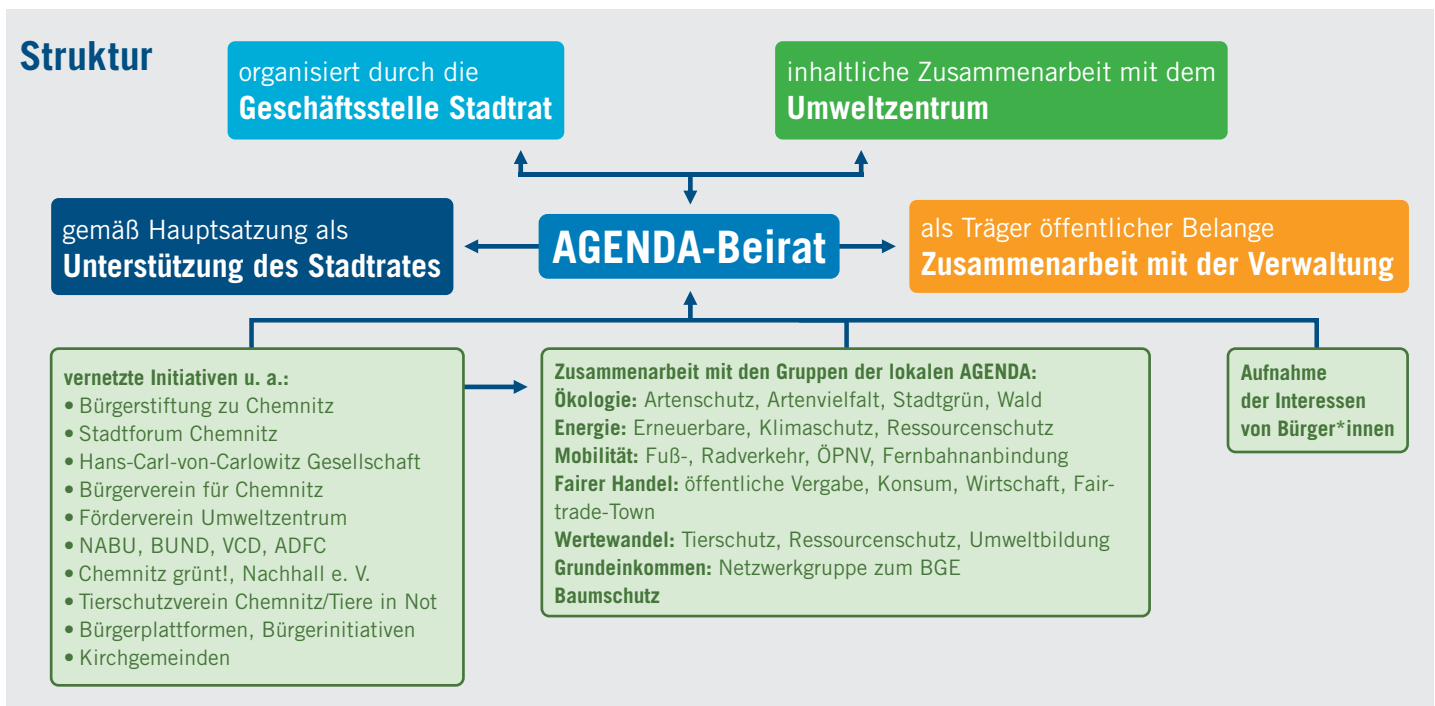 Struktur
organisiert durch die
Geschäftsstelle Stadtrat
inhaltliche Zusammenarbeit mit dem
Umweltzentrum
gemäß Hauptsatzung als
Unterstützung des Stadtrates
AGENDA-Beirat
als Träger öffentlicher Belange
Zusammenarbeit mit der Verwaltung
vernetzte Initiativen u. a.:
• Bürgerstiftung zu Chemnitz
• Stadtforum Chemnitz
• Hans-Carl-von-Carlowitz Gesellschaft
• Bürgerverein für Chemnitz
• Förderverein Umweltzentrum
• NABU, BUND, VCD, ADFC
• Chemnitz grünt!, Nachhall e. V.
• Tierschutzverein Chemnitz/Tiere in Not
• Bürgerplattformen, Bürgerinitiativen
• Kirchgemeinden
Zusammenarbeit mit den Gruppen der lokalen AGENDA:
Ökologie: Artenschutz, Artenvielfalt, Stadtgrün, Wald
Energie: Erneuerbare, Klimaschutz, Ressourcenschutz
Mobilität: Fuß-, Radverkehr, ÖPNV, Fernbahnanbindung
Fairer Handel: öffentliche Vergabe, Konsum, Wirtschaft, Fair-
trade-Town
Wertewandel: Tierschutz, Ressourcenschutz, Umweltbildung
Grundeinkommen: Netzwerkgruppe zum BGE
Baumschutz
Aufnahme
der Interessen
von Bürger*innen